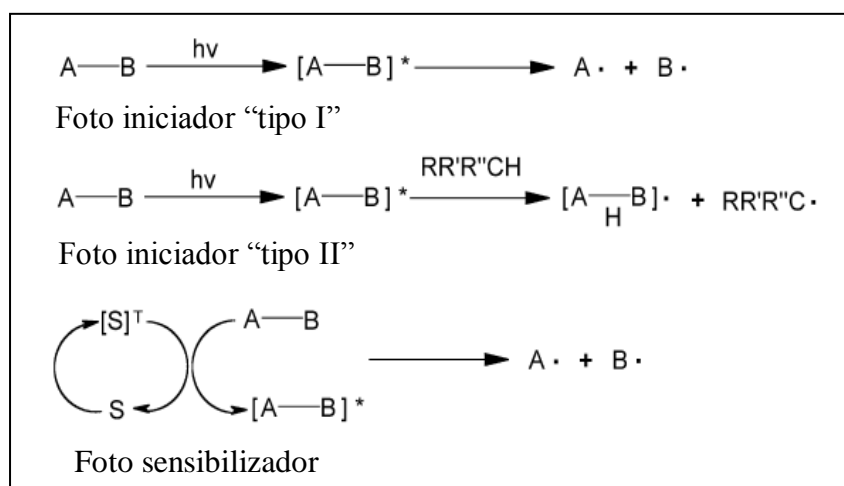 hv
A—B ⟶ [A—B]* ⟶ A· + B·
Foto iniciador “tipo I”
hv RR'R"CH
A—B ⟶ [A—B]* ⟶ [A—B]· + RR'R"C·
H
Foto iniciador “tipo II”
[S]ᵀ A—B
⟶ A· + B·
S [A—B]*
Foto sensibilizador